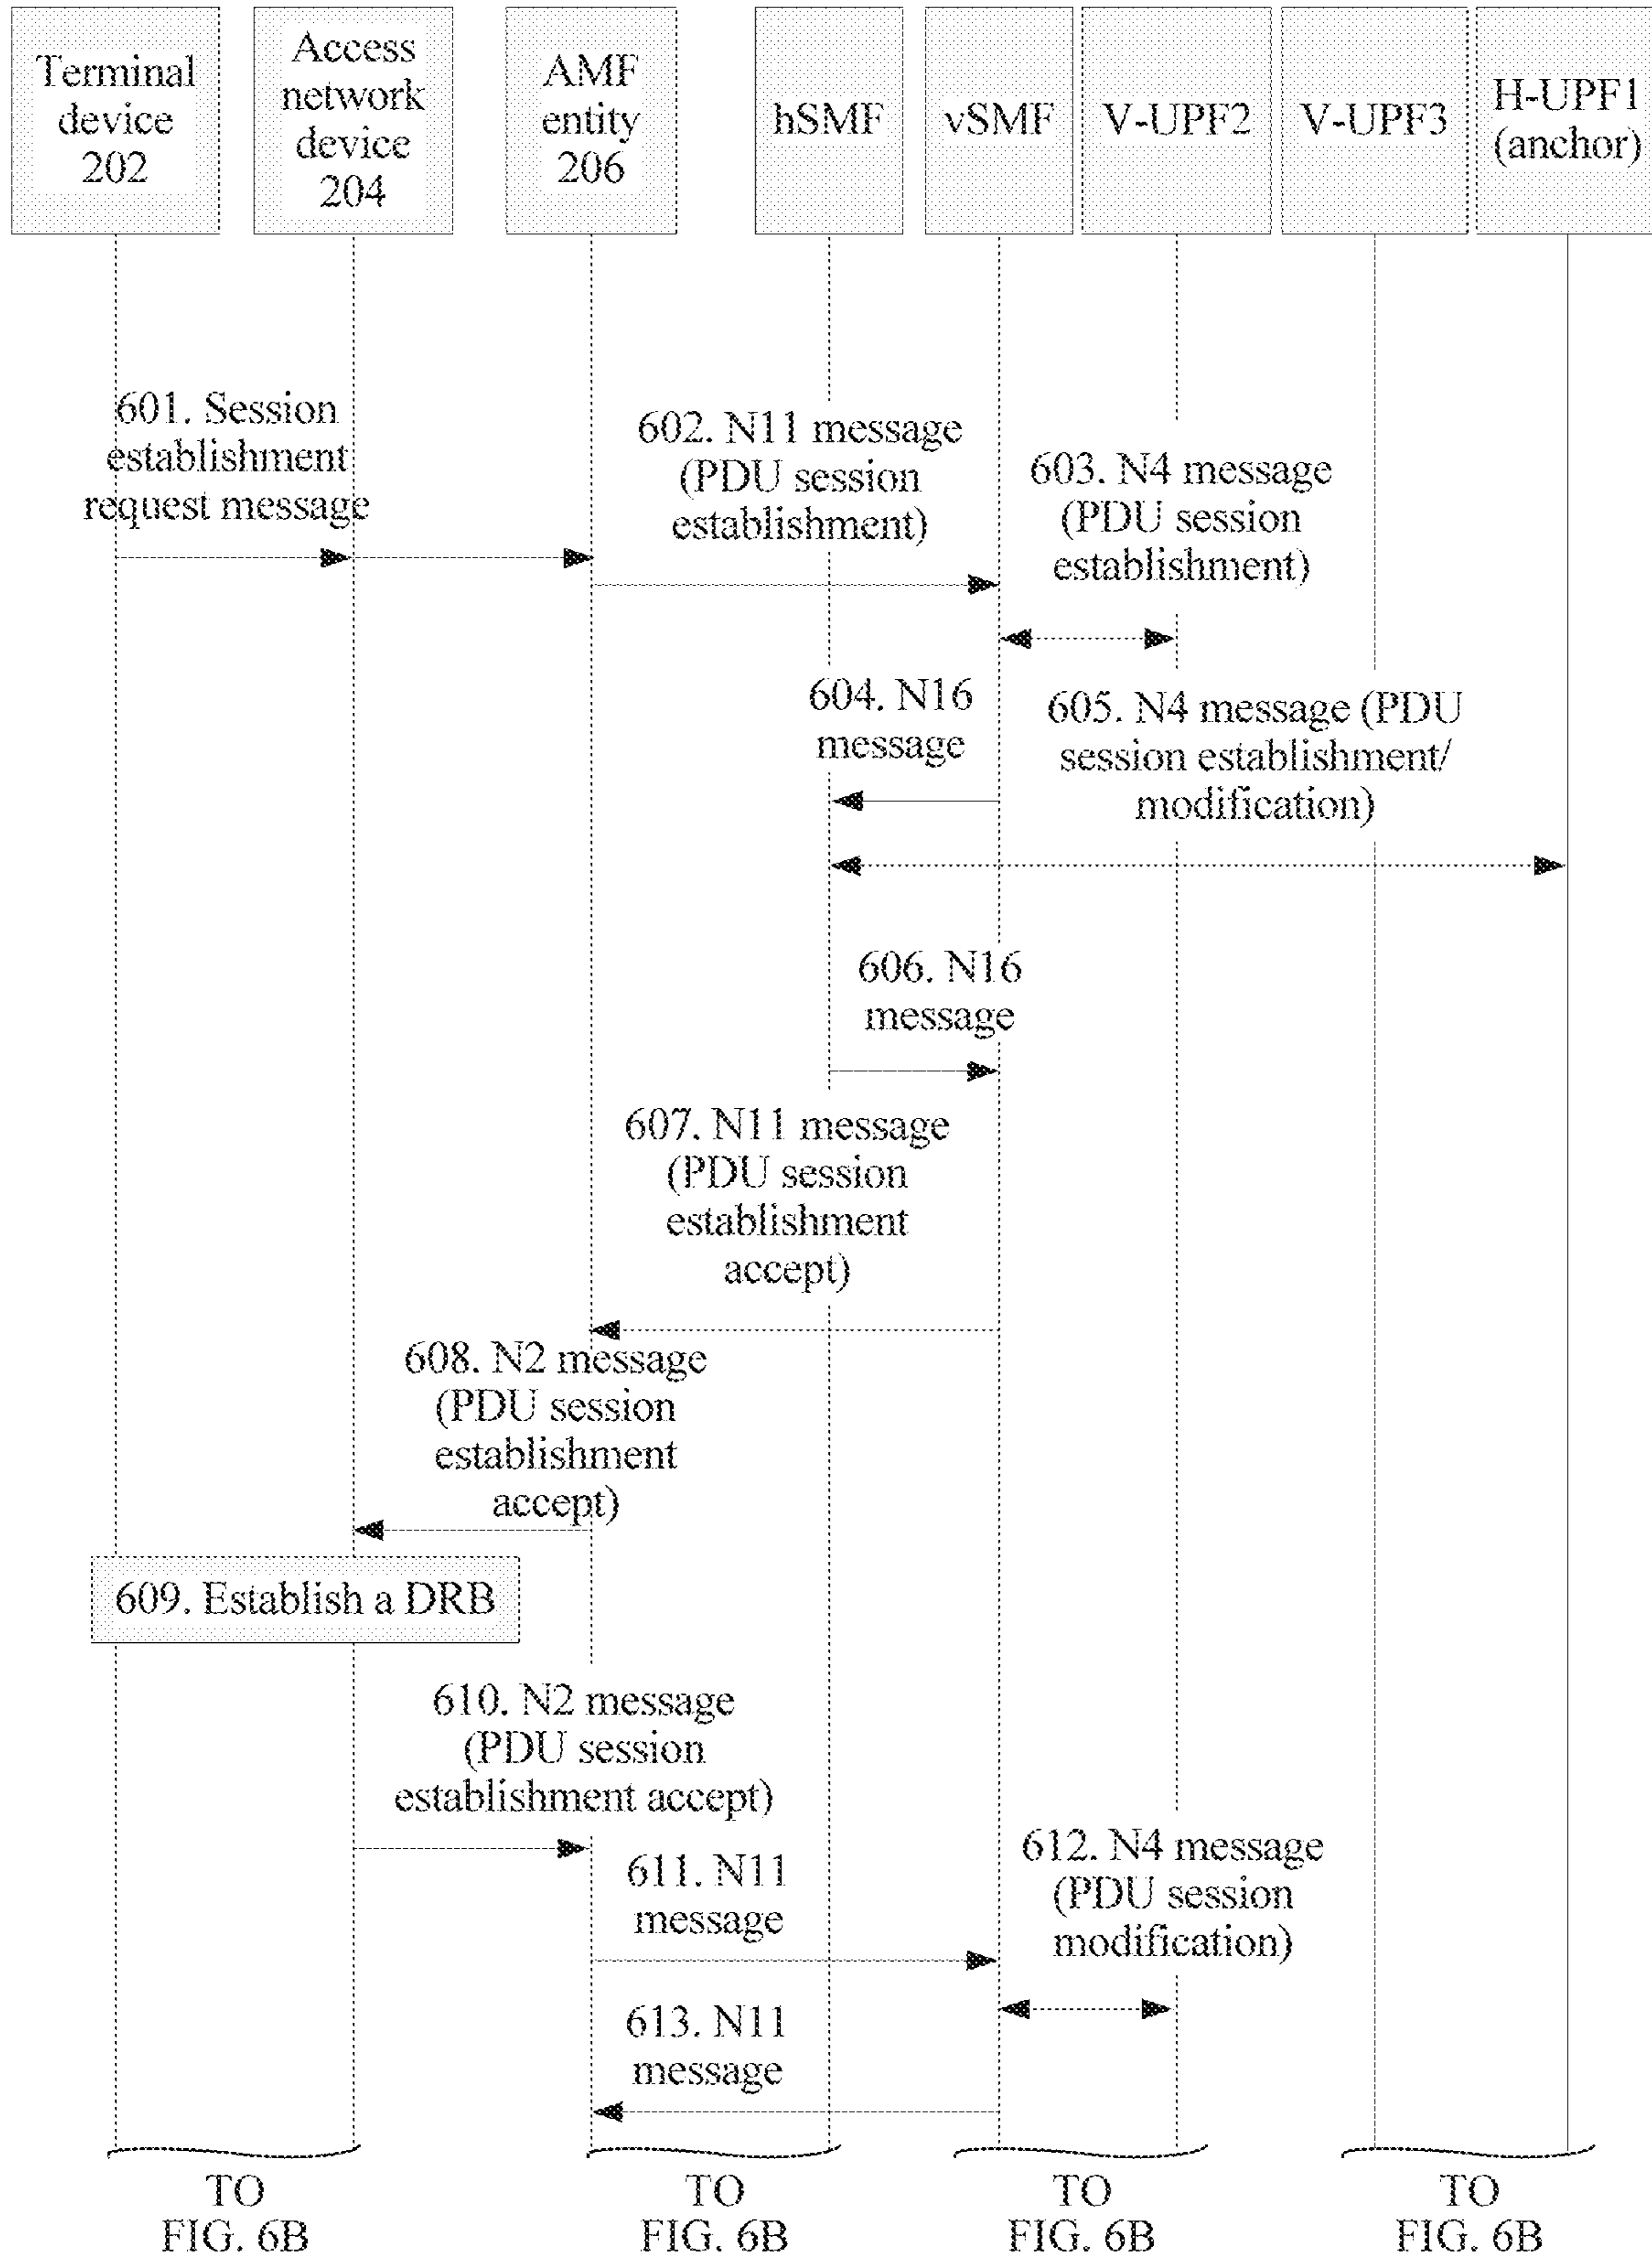 Terminal
device
202
Access
network
device
204
AMF
entity
206
hSMF
vSMF
V-UPF2
V-UPF3
H-UPF1
(anchor)
601. Session
establishment
request message
602. N11 message
(PDU session
establishment)
603. N4 message
(PDU session
establishment)
604. N16
message
605. N4 message (PDU
session establishment/
modification)
606. N16
message
607. N11 message
(PDU session
establishment
accept)
608. N2 message
(PDU session
establishment
accept)
609. Establish a DRB
610. N2 message
(PDU session
establishment accept)
611. N11
message
612. N4 message
(PDU session
modification)
613. N11
message
TO
FIG. 6B
TO
FIG. 6B
TO
FIG. 6B
TO
FIG. 6B